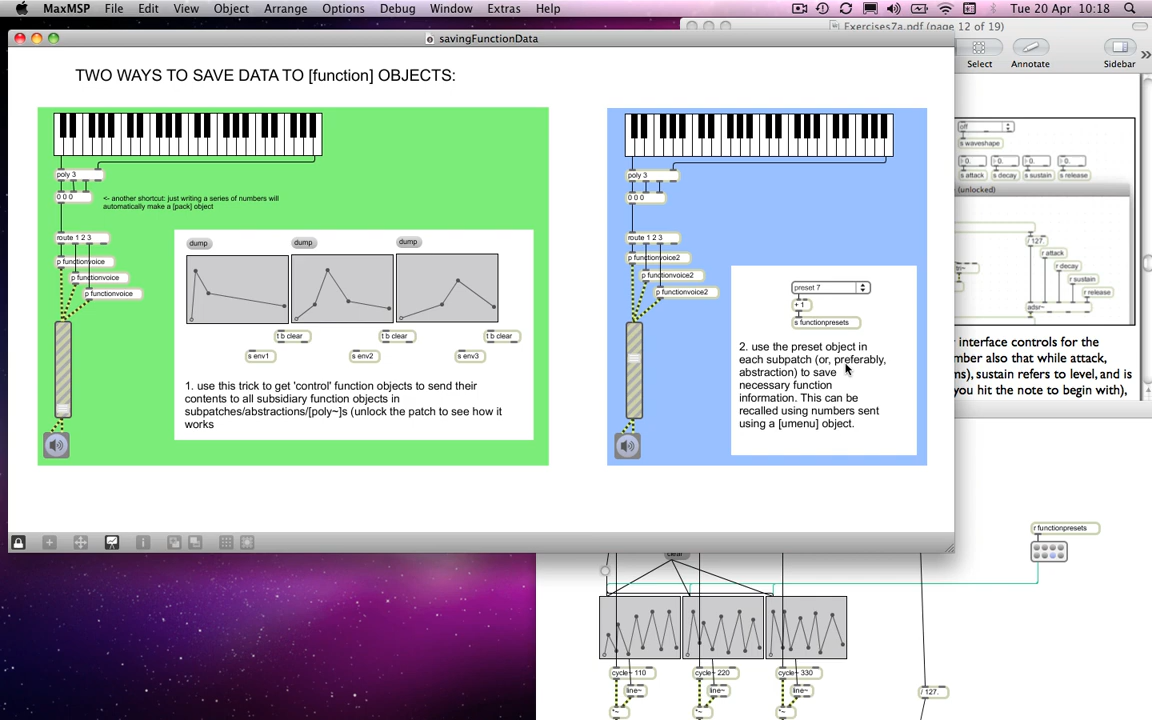 MaxMSP File Edit View Object Arrange Options Debug Window Extras Help Tue 20 Apr 10:18
Exercises7a.pdf (page 12 of 19)
savingFunctionData
Select Annotate Sidebar
TWO WAYS TO SAVE DATA TO [function] OBJECTS:
poly 3
0 0 0
<- another shortcut: just writing a series of numbers will
automatically make a [pack] object
route 1 2 3
p functionvoice
p functionvoice
p functionvoice
dump dump dump
t b clear t b clear t b clear
s env1 s env2 s env3
1. use this trick to get 'control' function objects to send their
contents to all subsidiary function objects in
subpatches/abstractions/[poly~]s (unlock the patch to see how it
works
poly 3
0 0 0
route 1 2 3
p functionvoice2
p functionvoice2
p functionvoice2
preset 7
+ 1
s functionpresets
2. use the preset object in
each subpatch (or, preferably,
abstraction) to save
necessary function
information. This can be
recalled using numbers sent
using a [umenu] object.
off
s waveshape
0. 0. 0. 0.
s attack s decay s sustain s release
(unlocked)
/ 127.
r attack
r decay
r sustain
r release
adsr~
r interface controls for the
mber also that while attack,
ms), sustain refers to level, and is
you hit the note to begin with),
r functionpresets
clear
cycle~ 110 cycle~ 220 cycle~ 330
line~ line~ line~
*~ *~ *~
/ 127.